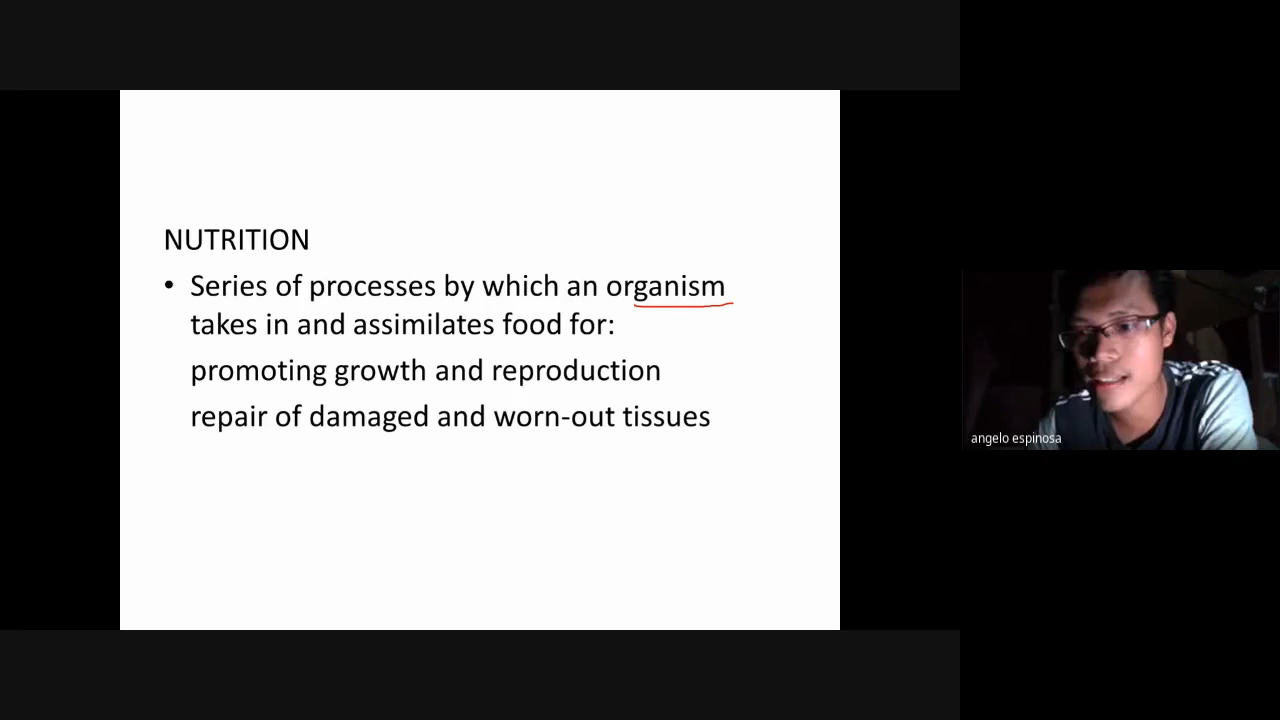 NUTRITION
• Series of processes by which an organism
takes in and assimilates food for:
promoting growth and reproduction
repair of damaged and worn-out tissues
angelo espinosa